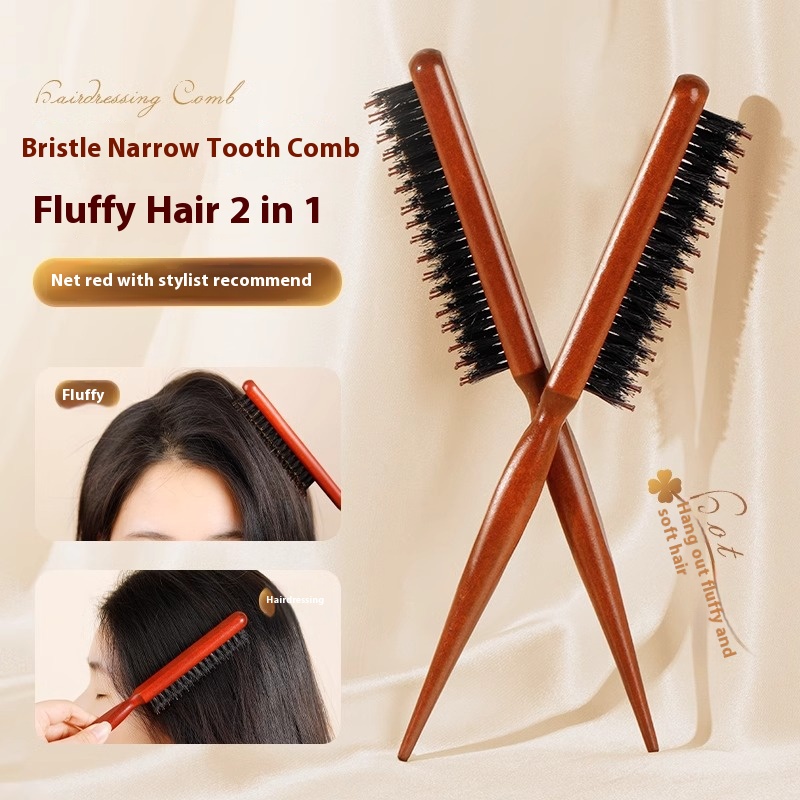 Hairdressing Comb
Bristle Narrow Tooth Comb
Fluffy Hair 2 in 1
Net red with stylist recommend
Fluffy
Hairdressing
Hot
Hang out fluffy and
soft hair